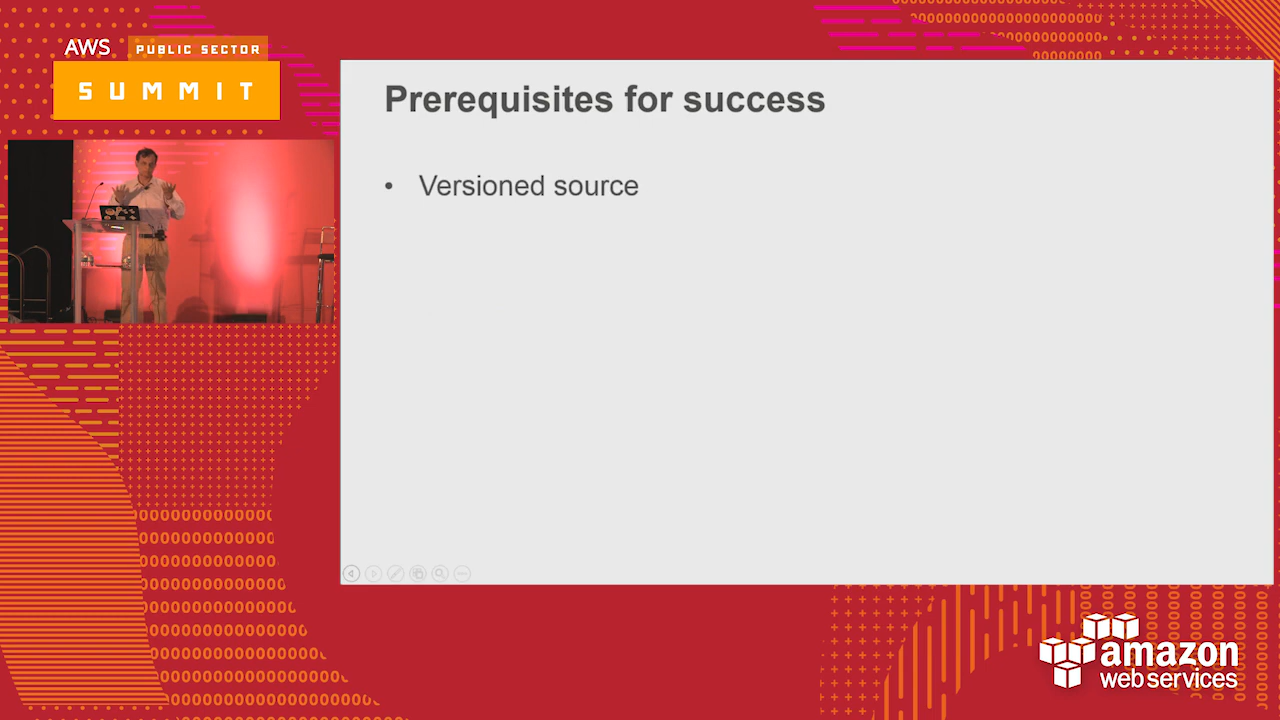 AWS PUBLIC SECTOR
SUMMIT
Prerequisites for success
• Versioned source
amazon
web services